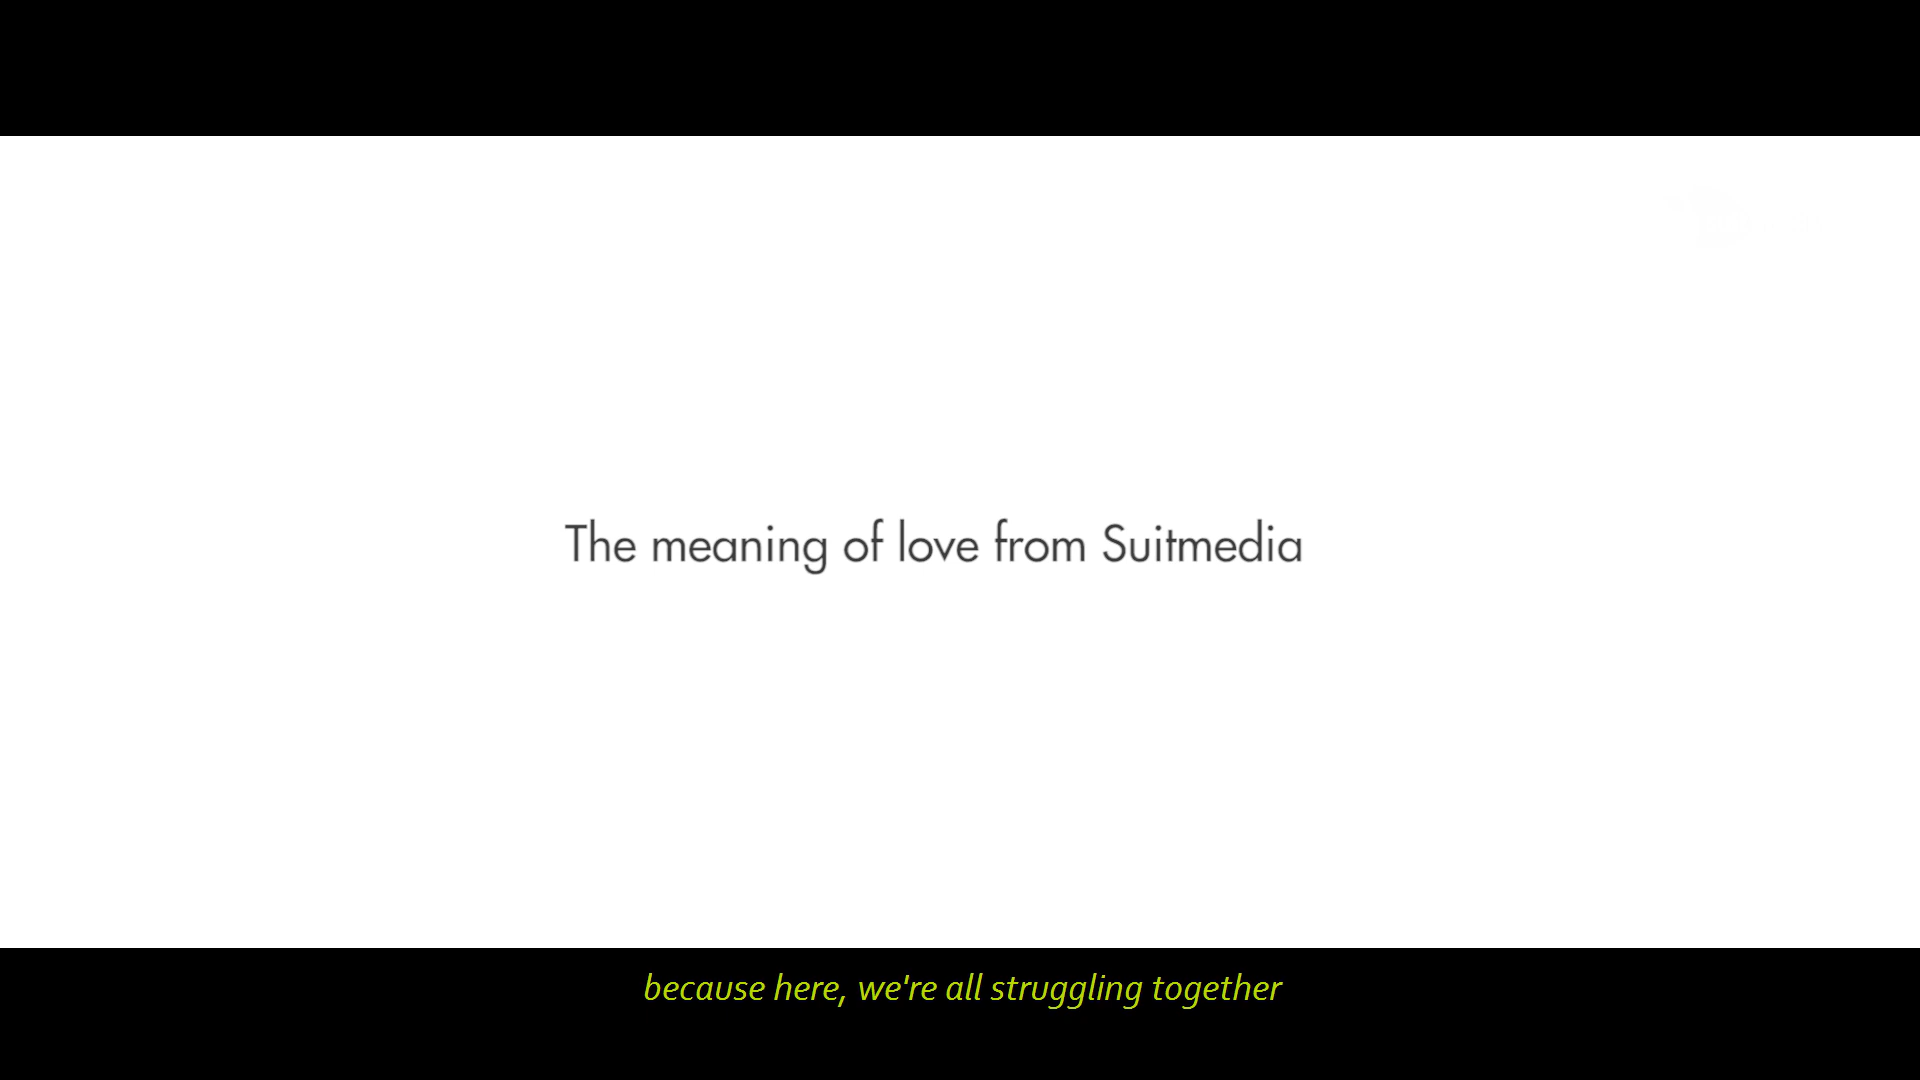 The meaning of love from Suitmedia
because here, we're all struggling together